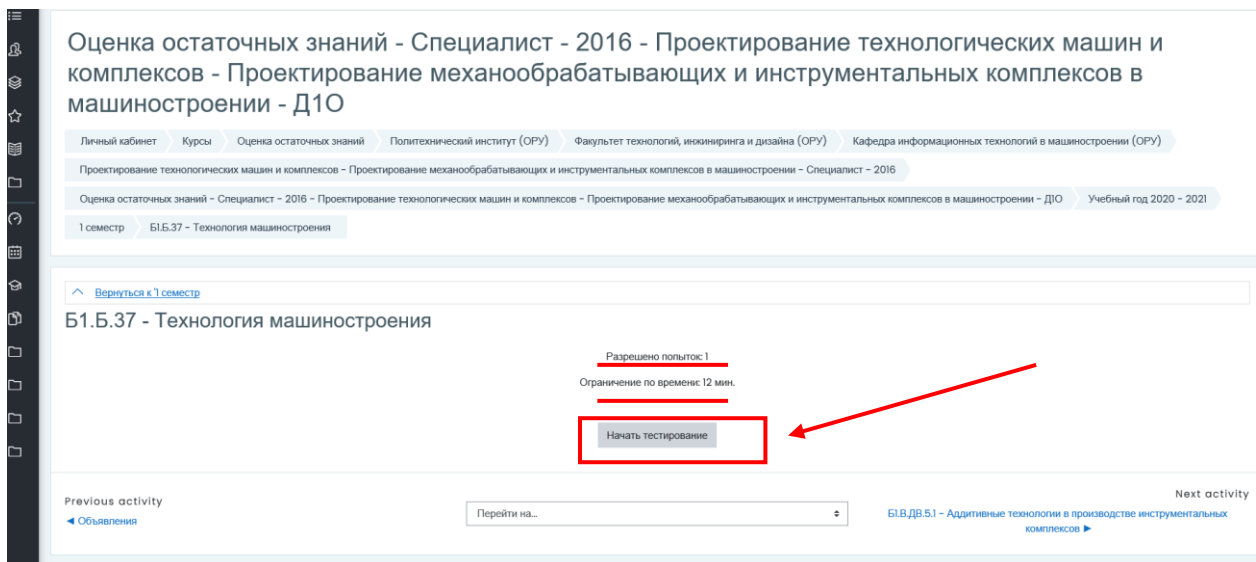 Оценка остаточных знаний - Специалист - 2016 - Проектирование технологических машин и
комплексов - Проектирование механообрабатывающих и инструментальных комплексов в
машиностроении - Д1О
Личный кабинет Курсы Оценка остаточных знаний Политехнический институт (ОРУ) Факультет технологий, инжиниринга и дизайна (ОРУ) Кафедра информационных технологий в машиностроении (ОРУ)
Проектирование технологических машин и комплексов - Проектирование механообрабатывающих и инструментальных комплексов в машиностроении - Специалист - 2016
Оценка остаточных знаний - Специалист - 2016 - Проектирование технологических машин и комплексов - Проектирование механообрабатывающих и инструментальных комплексов в машиностроении - Д1О Учебный год 2020 - 2021
1 семестр Б1.Б.37 - Технология машиностроения
Вернуться к '1 семестр
Б1.Б.37 - Технология машиностроения
Разрешено попыток: 1
Ограничение по времени: 12 мин.
Начать тестирование
Previous activity
◄ Объявления
Перейти на...
Next activity
Б1.В.ДВ.5.1 - Аддитивные технологии в производстве инструментальных
комплексов ►